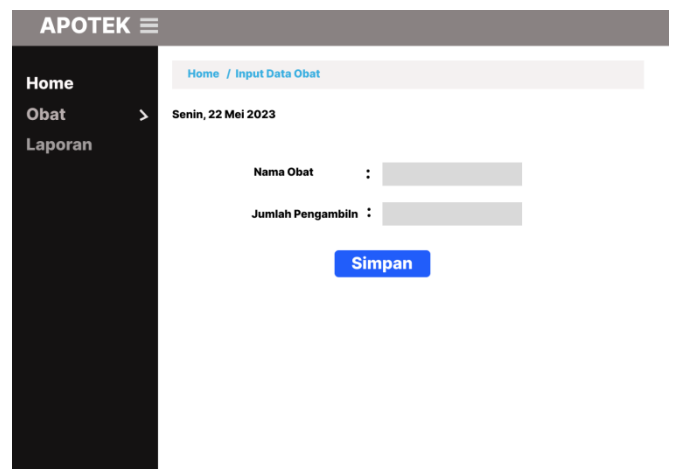 APOTEK
Home
Obat
Laporan
Home / Input Data Obat
Senin, 22 Mei 2023
Nama Obat :
Jumlah Pengambiln :
Simpan